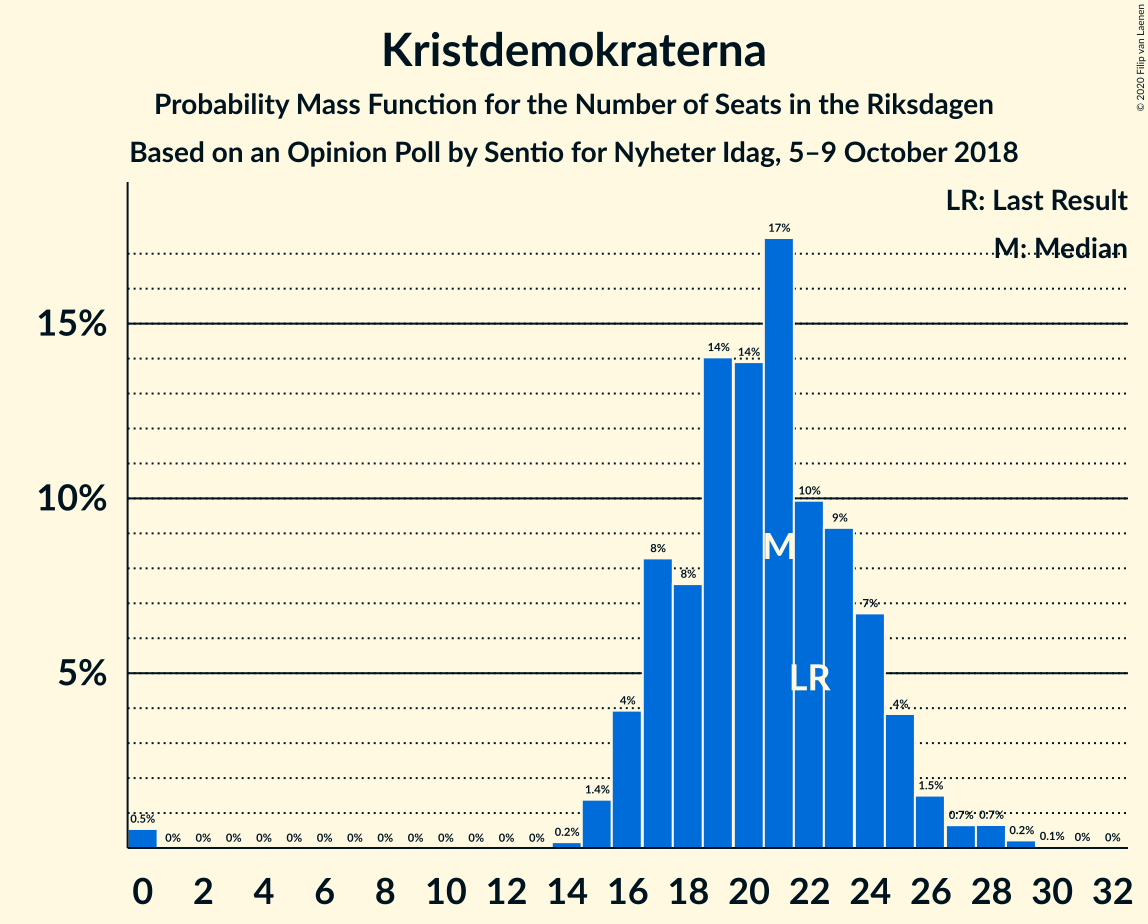 Kristdemokraterna
Probability Mass Function for the Number of Seats in the Riksdagen
Based on an Opinion Poll by Sentio for Nyheter Idag, 5–9 October 2018
© 2020 Filip van Laenen
LR: Last Result
M: Median
15%
10%
5%
0.5% 0% 0% 0% 0% 0% 0% 0% 0% 0% 0% 0% 0% 0% 0.2% 1.4% 4% 8% 8% 14% 14% 17% 10% 9% 7% 4% 1.5% 0.7% 0.7% 0.2% 0.1% 0% 0%
M
LR
0 2 4 6 8 10 12 14 16 18 20 22 24 26 28 30 32